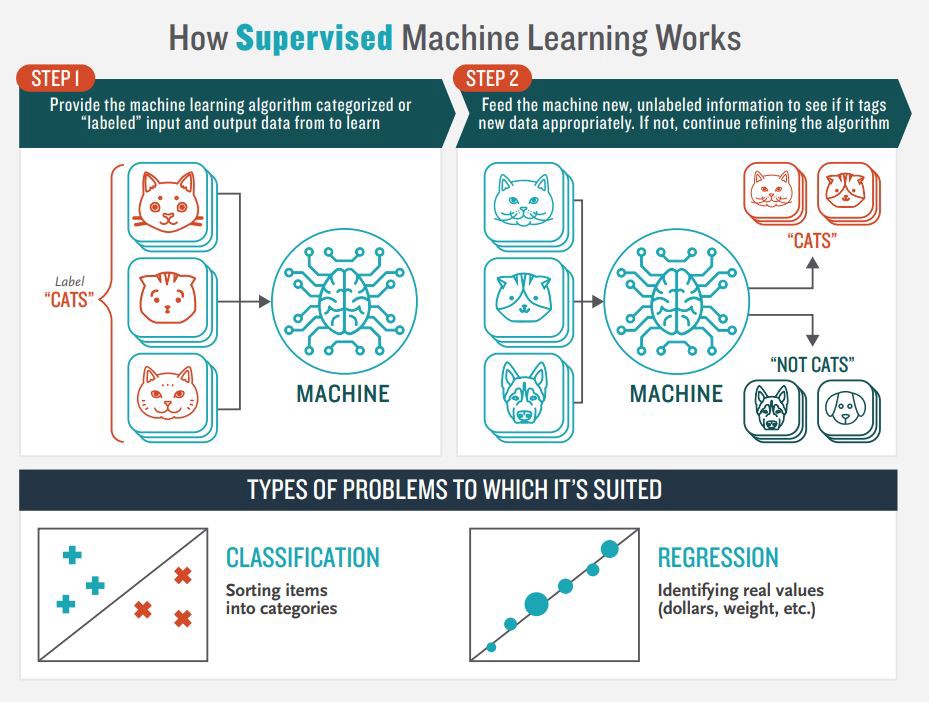 How Supervised Machine Learning Works
STEP 1
Provide the machine learning algorithm categorized or
“labeled” input and output data from to learn
STEP 2
Feed the machine new, unlabeled information to see if it tags
new data appropriately. If not, continue refining the algorithm
Label
“CATS”
MACHINE
MACHINE
“CATS”
“NOT CATS”
TYPES OF PROBLEMS TO WHICH IT’S SUITED
CLASSIFICATION
Sorting items
into categories
REGRESSION
Identifying real values
(dollars, weight, etc.)